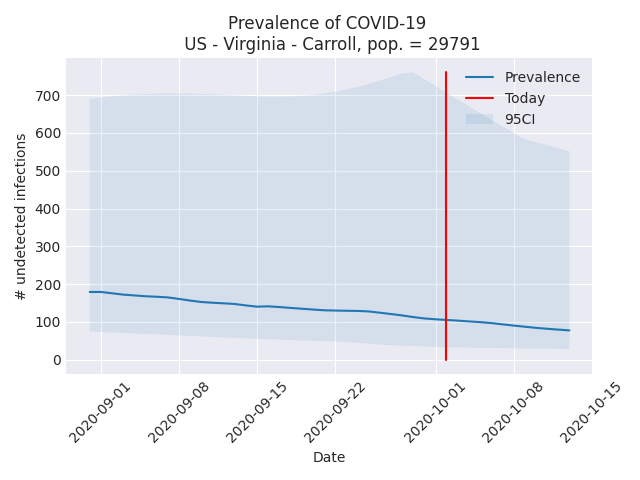 Prevalence of COVID-19
US - Virginia - Carroll, pop. = 29791
Prevalence
Today
95CI
# undetected infections
700
600
500
400
300
200
100
0
2020-09-01
2020-09-08
2020-09-15
2020-09-22
2020-10-01
2020-10-08
2020-10-15
Date